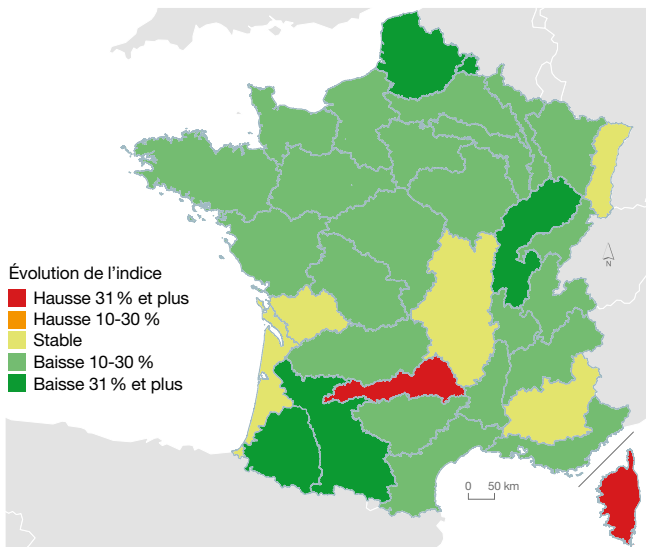 Évolution de l’indice
Hausse 31 % et plus
Hausse 10-30 %
Stable
Baisse 10-30 %
Baisse 31 % et plus
N
0 50 km